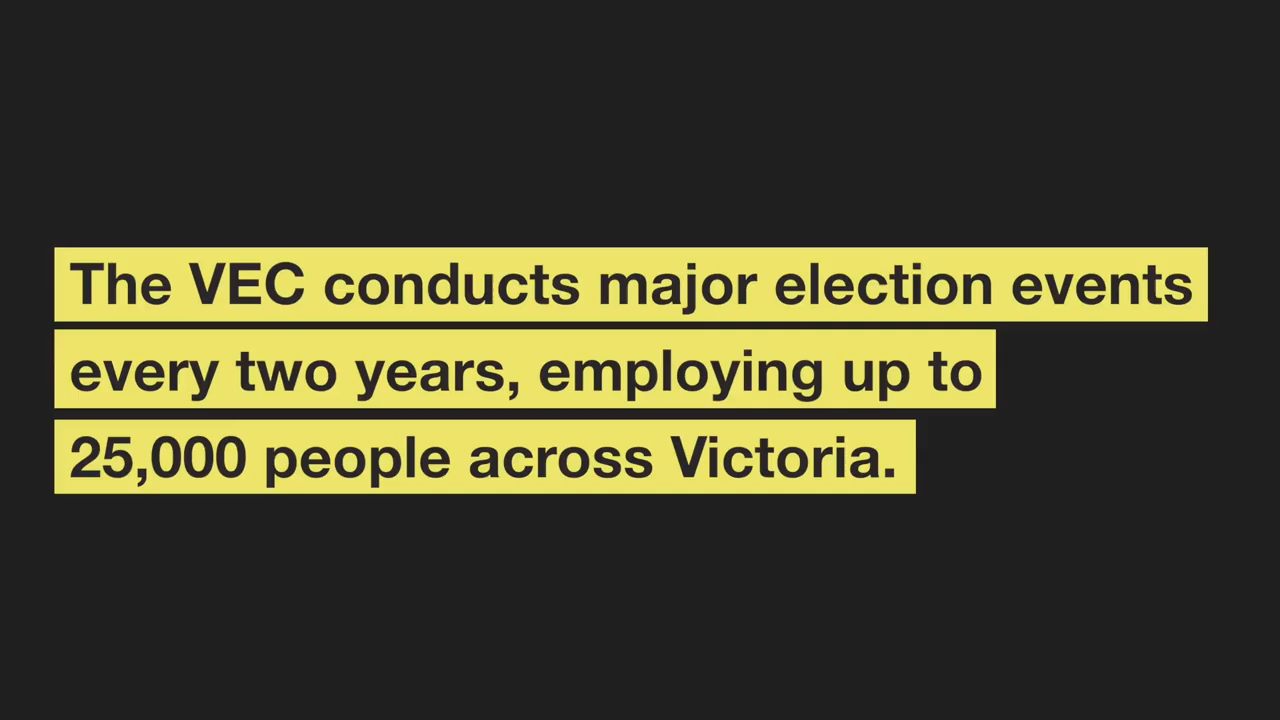 The VEC conducts major election events
every two years, employing up to
25,000 people across Victoria.